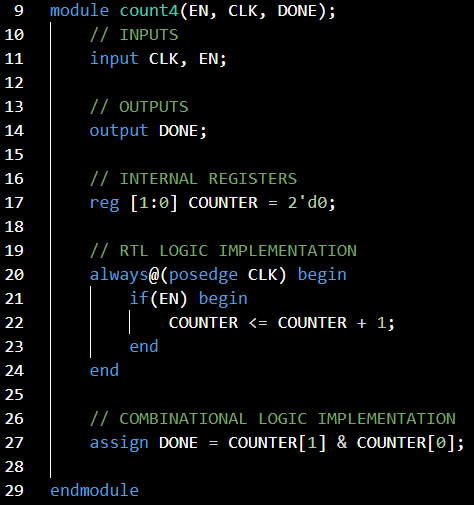 9 module count4(EN, CLK, DONE);
10 // INPUTS
11 input CLK, EN;
12
13 // OUTPUTS
14 output DONE;
15
16 // INTERNAL REGISTERS
17 reg [1:0] COUNTER = 2'd0;
18
19 // RTL LOGIC IMPLEMENTATION
20 always@(posedge CLK) begin
21 if(EN) begin
22 COUNTER <= COUNTER + 1;
23 end
24 end
25
26 // COMBINATIONAL LOGIC IMPLEMENTATION
27 assign DONE = COUNTER[1] & COUNTER[0];
28
29 endmodule